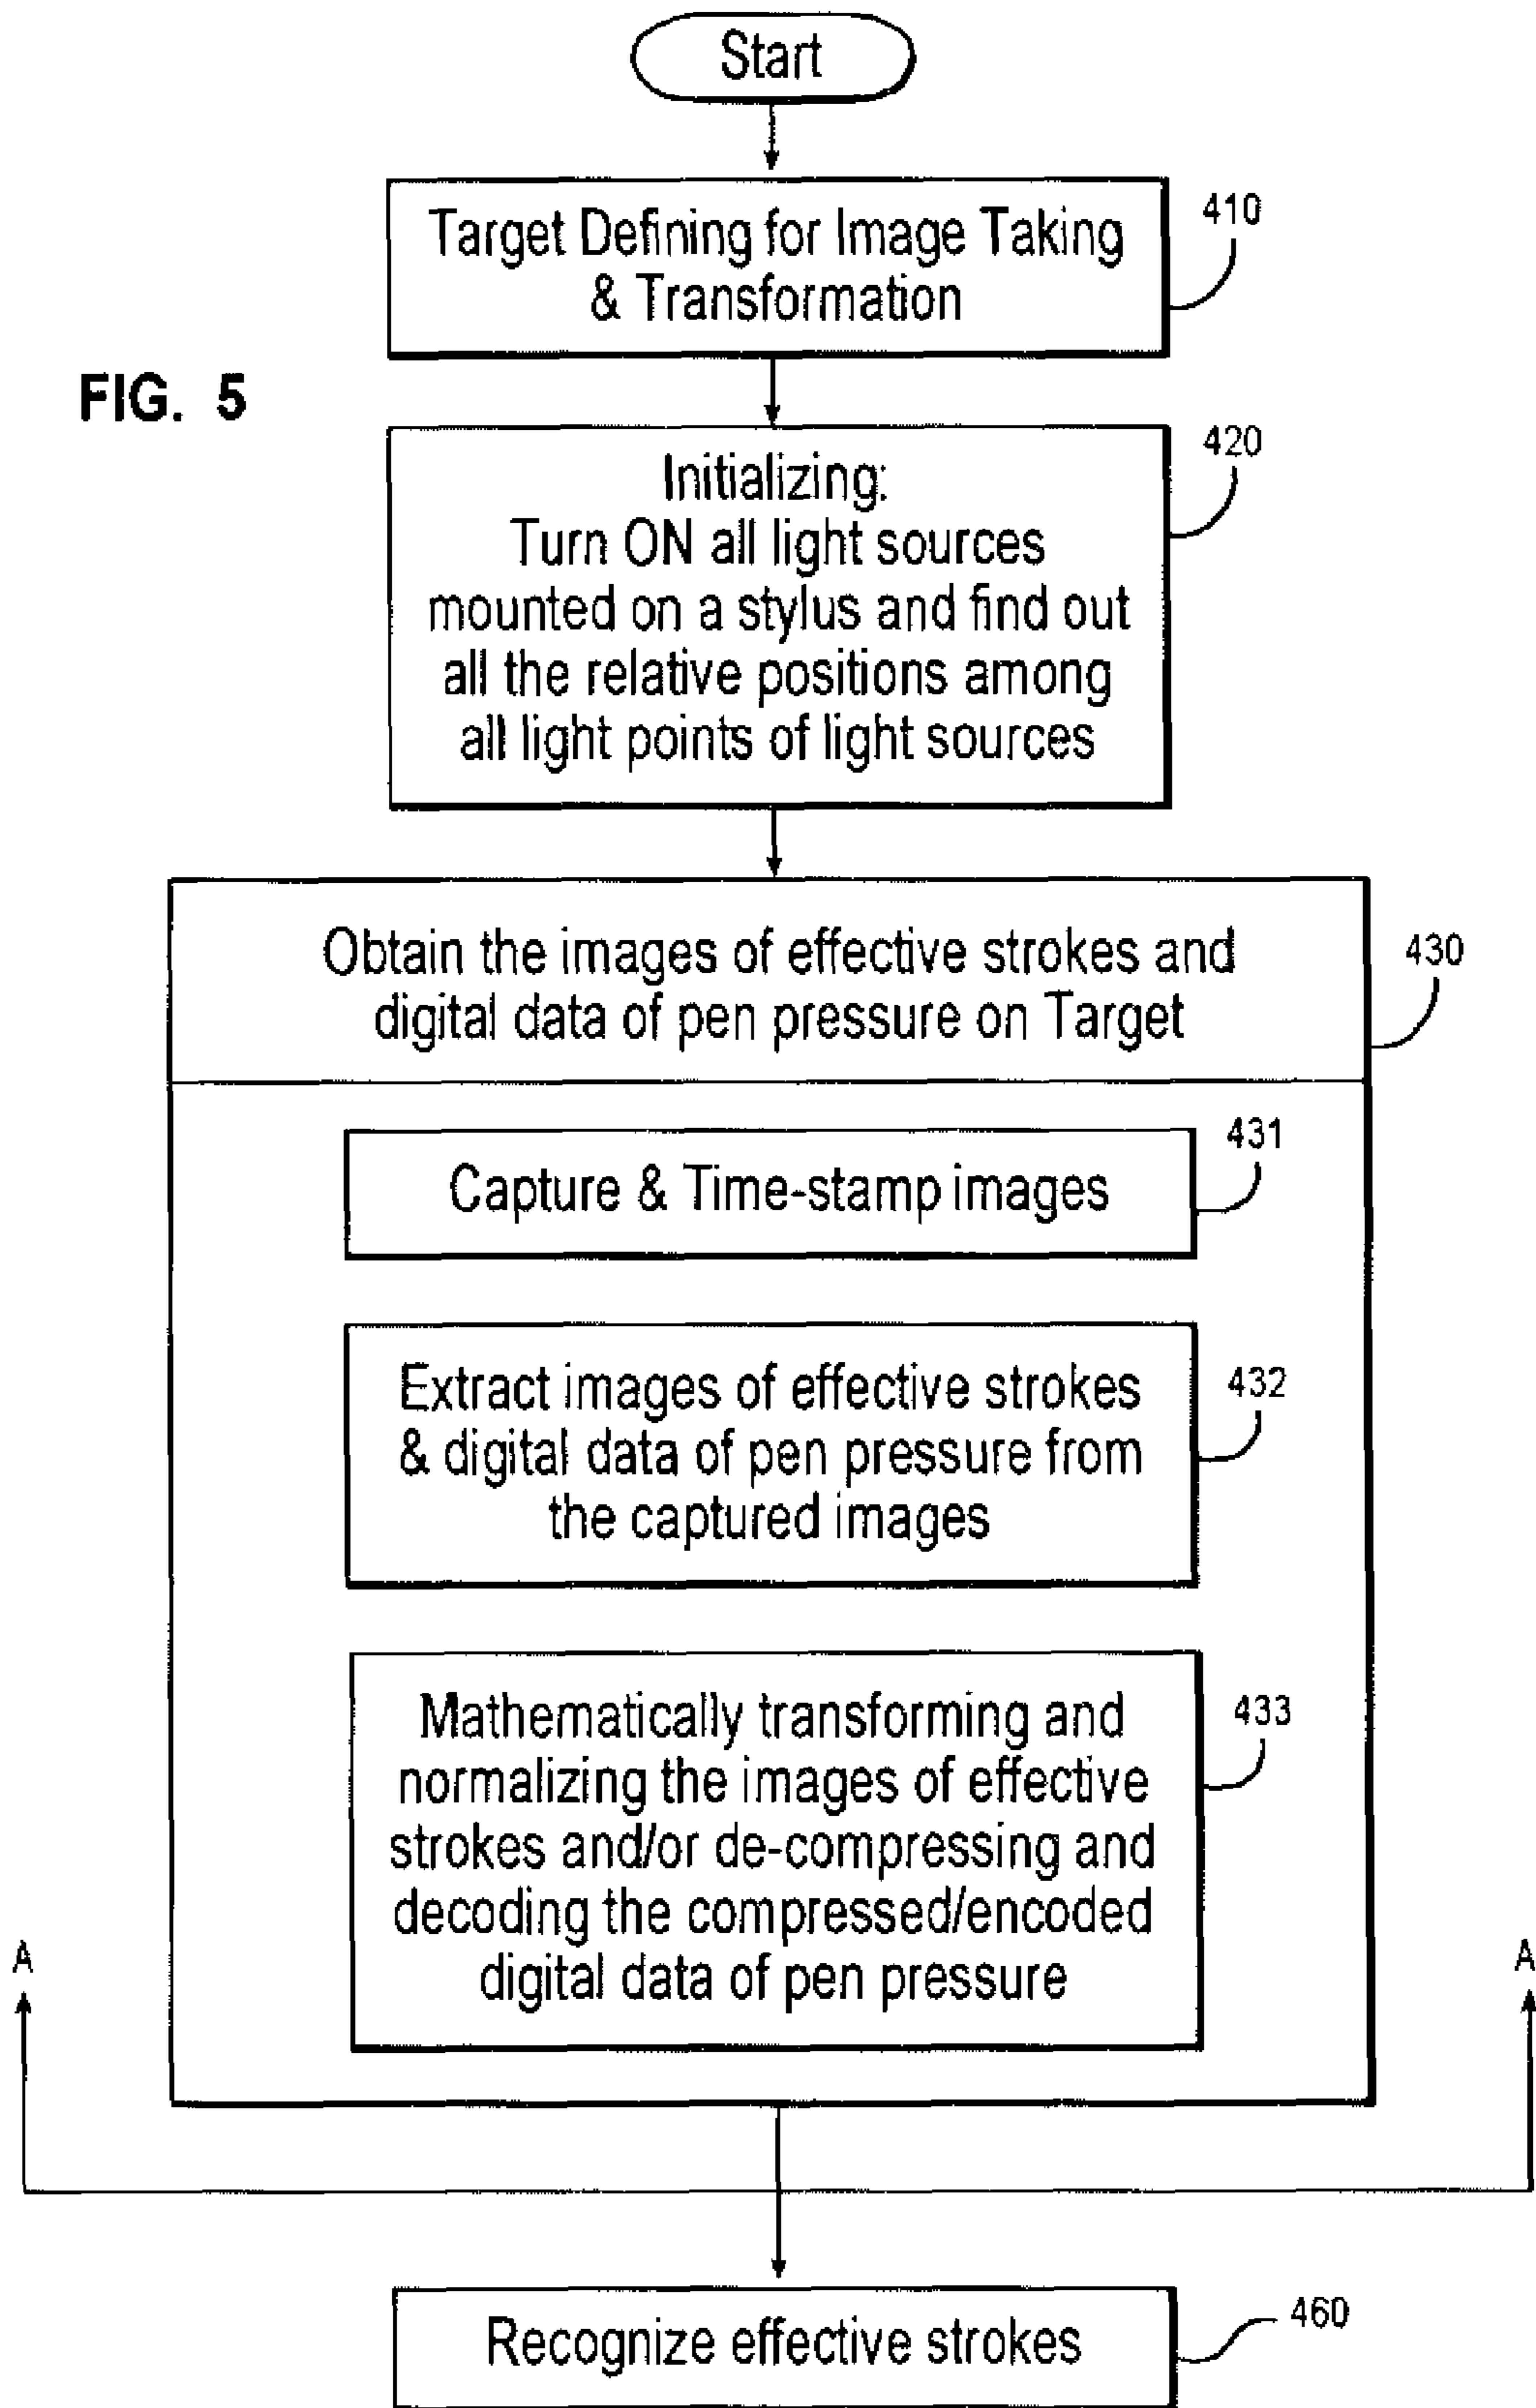 Start
Target Defining for Image Taking
& Transformation
410
FIG. 5
Initializing:
Turn ON all light sources
mounted on a stylus and find out
all the relative positions among
all light points of light sources
420
Obtain the images of effective strokes and
digital data of pen pressure on Target
430
Capture & Time-stamp images
431
Extract images of effective strokes
& digital data of pen pressure from
the captured images
432
Mathematically transforming and
normalizing the images of effective
strokes and/or de-compressing and
decoding the compressed/encoded
digital data of pen pressure
433
A
A
Recognize effective strokes
460